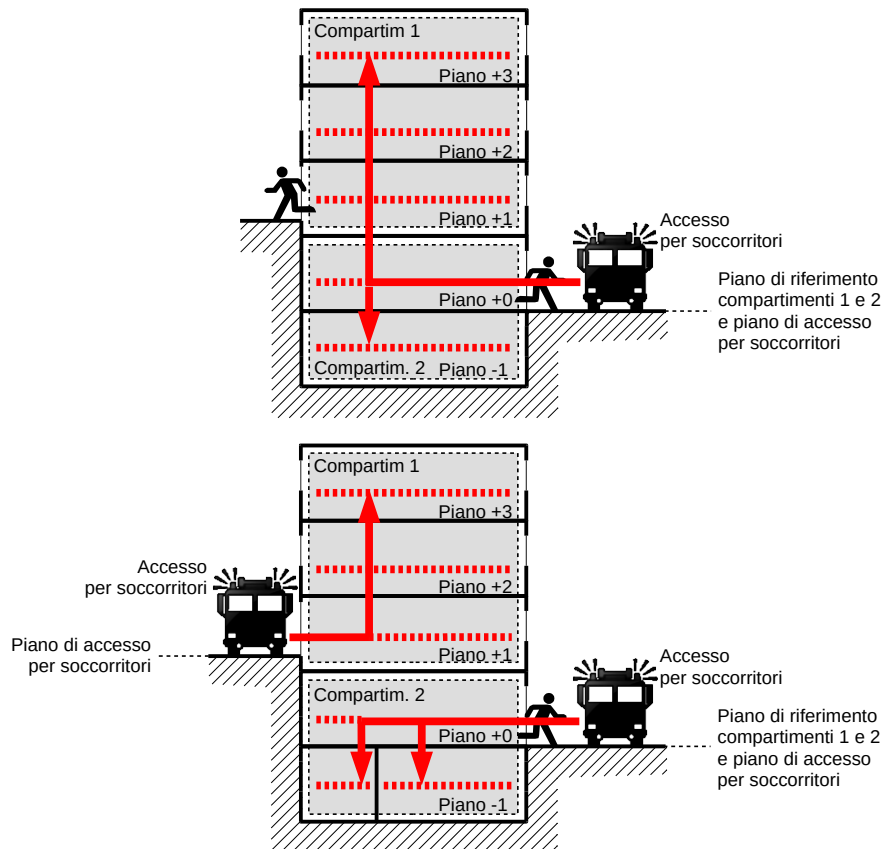 Compartim 1
Piano +3
Piano +2
Piano +1
Accesso
per soccorritori
Piano +0
Piano di riferimento
compartimenti 1 e 2
e piano di accesso
per soccorritori
Compartim. 2 Piano -1
Compartim 1
Piano +3
Accesso
per soccorritori
Piano +2
Piano di accesso
per soccorritori
Piano +1
Accesso
per soccorritori
Compartim. 2
Piano +0
Piano di riferimento
compartimenti 1 e 2
e piano di accesso
per soccorritori
Piano -1